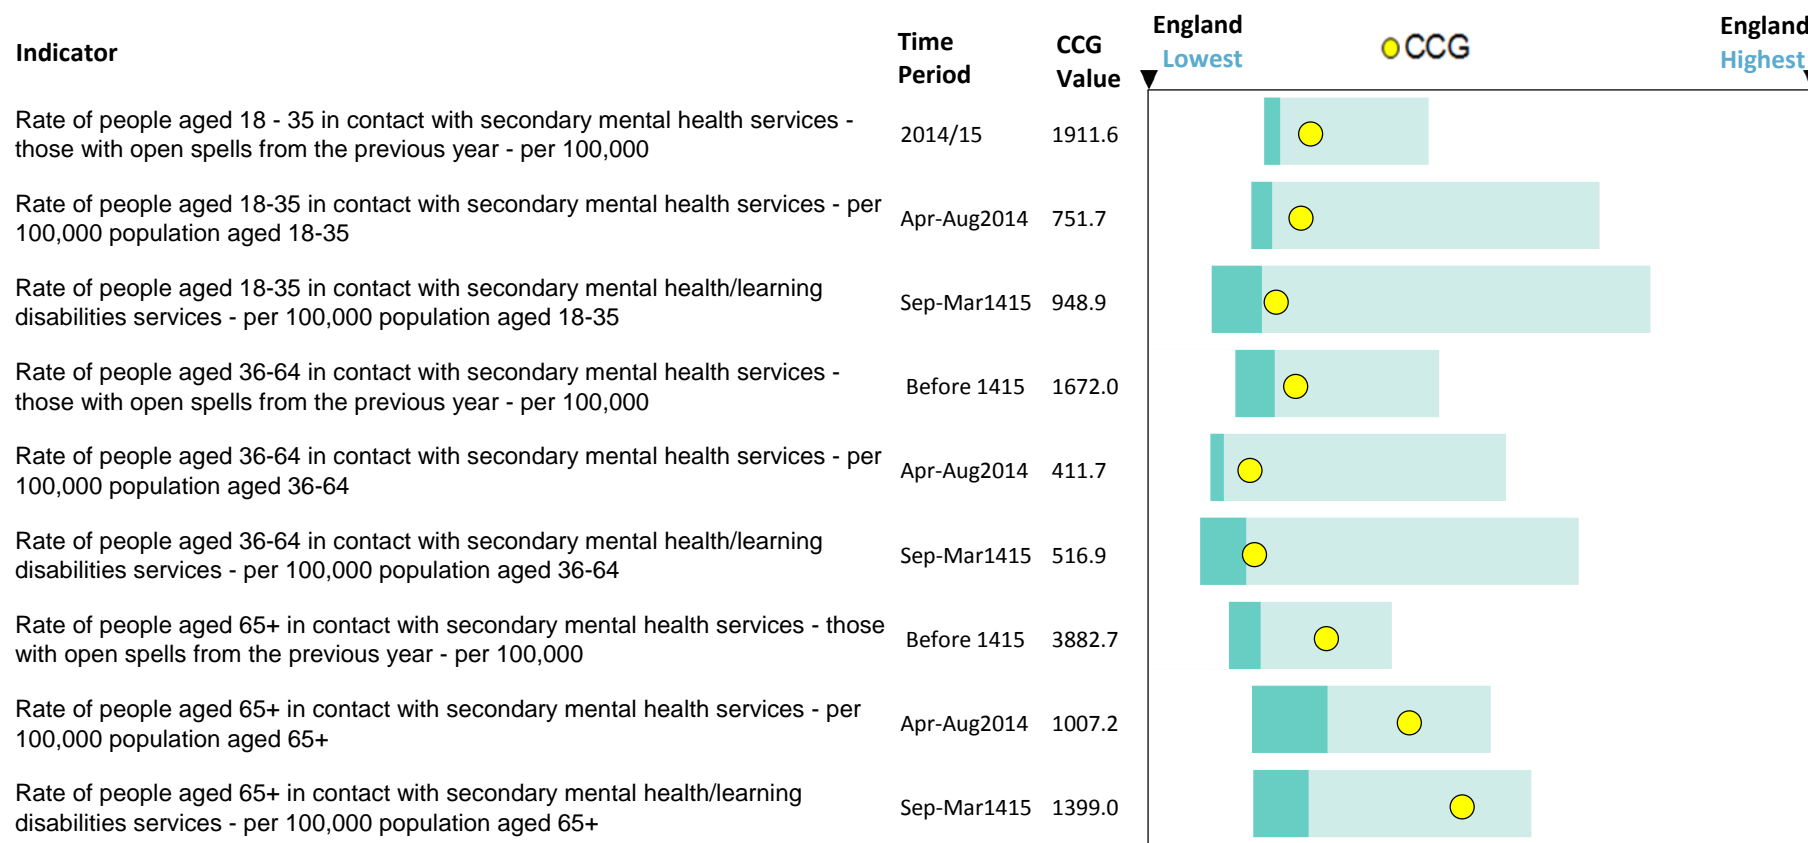 Indicator
Time
Period
CCG
Value
England
Lowest
CCG
England
Highest
Rate of people aged 18 - 35 in contact with secondary mental health services -
those with open spells from the previous year - per 100,000
2014/15
1911.6
Rate of people aged 18-35 in contact with secondary mental health services - per
100,000 population aged 18-35
Apr-Aug2014
751.7
Rate of people aged 18-35 in contact with secondary mental health/learning
disabilities services - per 100,000 population aged 18-35
Sep-Mar1415
948.9
Rate of people aged 36-64 in contact with secondary mental health services -
those with open spells from the previous year - per 100,000
Before 1415
1672.0
Rate of people aged 36-64 in contact with secondary mental health services - per
100,000 population aged 36-64
Apr-Aug2014
411.7
Rate of people aged 36-64 in contact with secondary mental health/learning
disabilities services - per 100,000 population aged 36-64
Sep-Mar1415
516.9
Rate of people aged 65+ in contact with secondary mental health services - those
with open spells from the previous year - per 100,000
Before 1415
3882.7
Rate of people aged 65+ in contact with secondary mental health services - per
100,000 population aged 65+
Apr-Aug2014
1007.2
Rate of people aged 65+ in contact with secondary mental health/learning
disabilities services - per 100,000 population aged 65+
Sep-Mar1415
1399.0